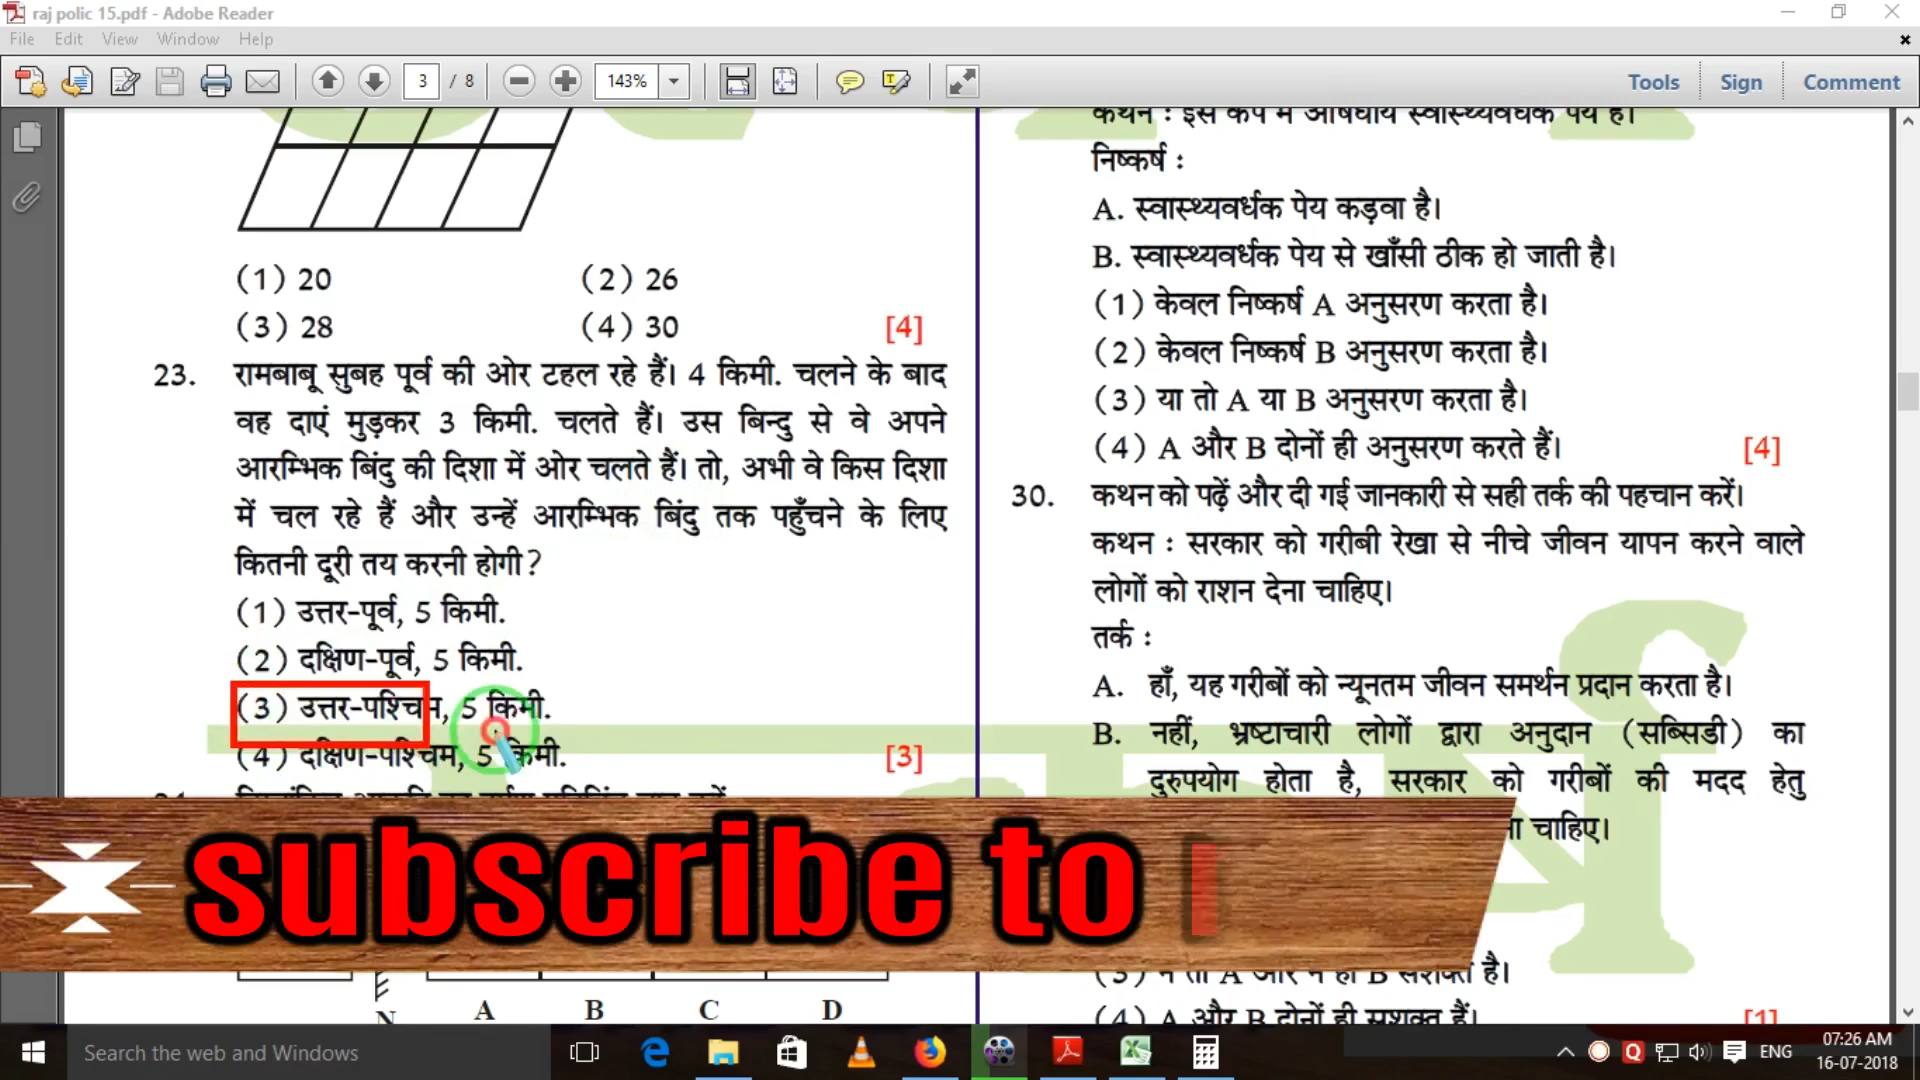 raj polic 15.pdf - Adobe Reader
File Edit View Window Help
3 / 8 143% Tools Sign Comment
(1) 20 (2) 26
(3) 28 (4) 30 [4]
23. रामबाबू सुबह पूर्व की ओर टहल रहे हैं। 4 किमी. चलने के बाद
वह दाएं मुड़कर 3 किमी. चलते हैं। उस बिन्दु से वे अपने
आरम्भिक बिंदु की दिशा में ओर चलते हैं। तो, अभी वे किस दिशा
में चल रहे हैं और उन्हें आरम्भिक बिंदु तक पहुँचने के लिए
कितनी दूरी तय करनी होगी?
(1) उत्तर-पूर्व, 5 किमी.
(2) दक्षिण-पूर्व, 5 किमी.
(3) उत्तर-पश्चिम, 5 किमी.
(4) दक्षिण-पश्चिम, 5 किमी. [3]
N A B C D
निष्कर्ष :
A. स्वास्थ्यवर्धक पेय कड़वा है।
B. स्वास्थ्यवर्धक पेय से खाँसी ठीक हो जाती है।
(1) केवल निष्कर्ष A अनुसरण करता है।
(2) केवल निष्कर्ष B अनुसरण करता है।
(3) या तो A या B अनुसरण करता है।
(4) A और B दोनों ही अनुसरण करते हैं। [4]
30. कथन को पढ़ें और दी गई जानकारी से सही तर्क की पहचान करें।
कथन : सरकार को गरीबी रेखा से नीचे जीवन यापन करने वाले
लोगों को राशन देना चाहिए।
तर्क :
A. हाँ, यह गरीबों को न्यूनतम जीवन समर्थन प्रदान करता है।
B. नहीं, भ्रष्टाचारी लोगों द्वारा अनुदान (सब्सिडी) का
दुरुपयोग होता है, सरकार को गरीबों की मदद हेतु
चाहिए।
(3) न तो A और न ही B सशक्त है।
(4) A और B दोनों ही सशक्त हैं। [1]
subscribe to
Search the web and Windows
ENG 07:26 AM
16-07-2018